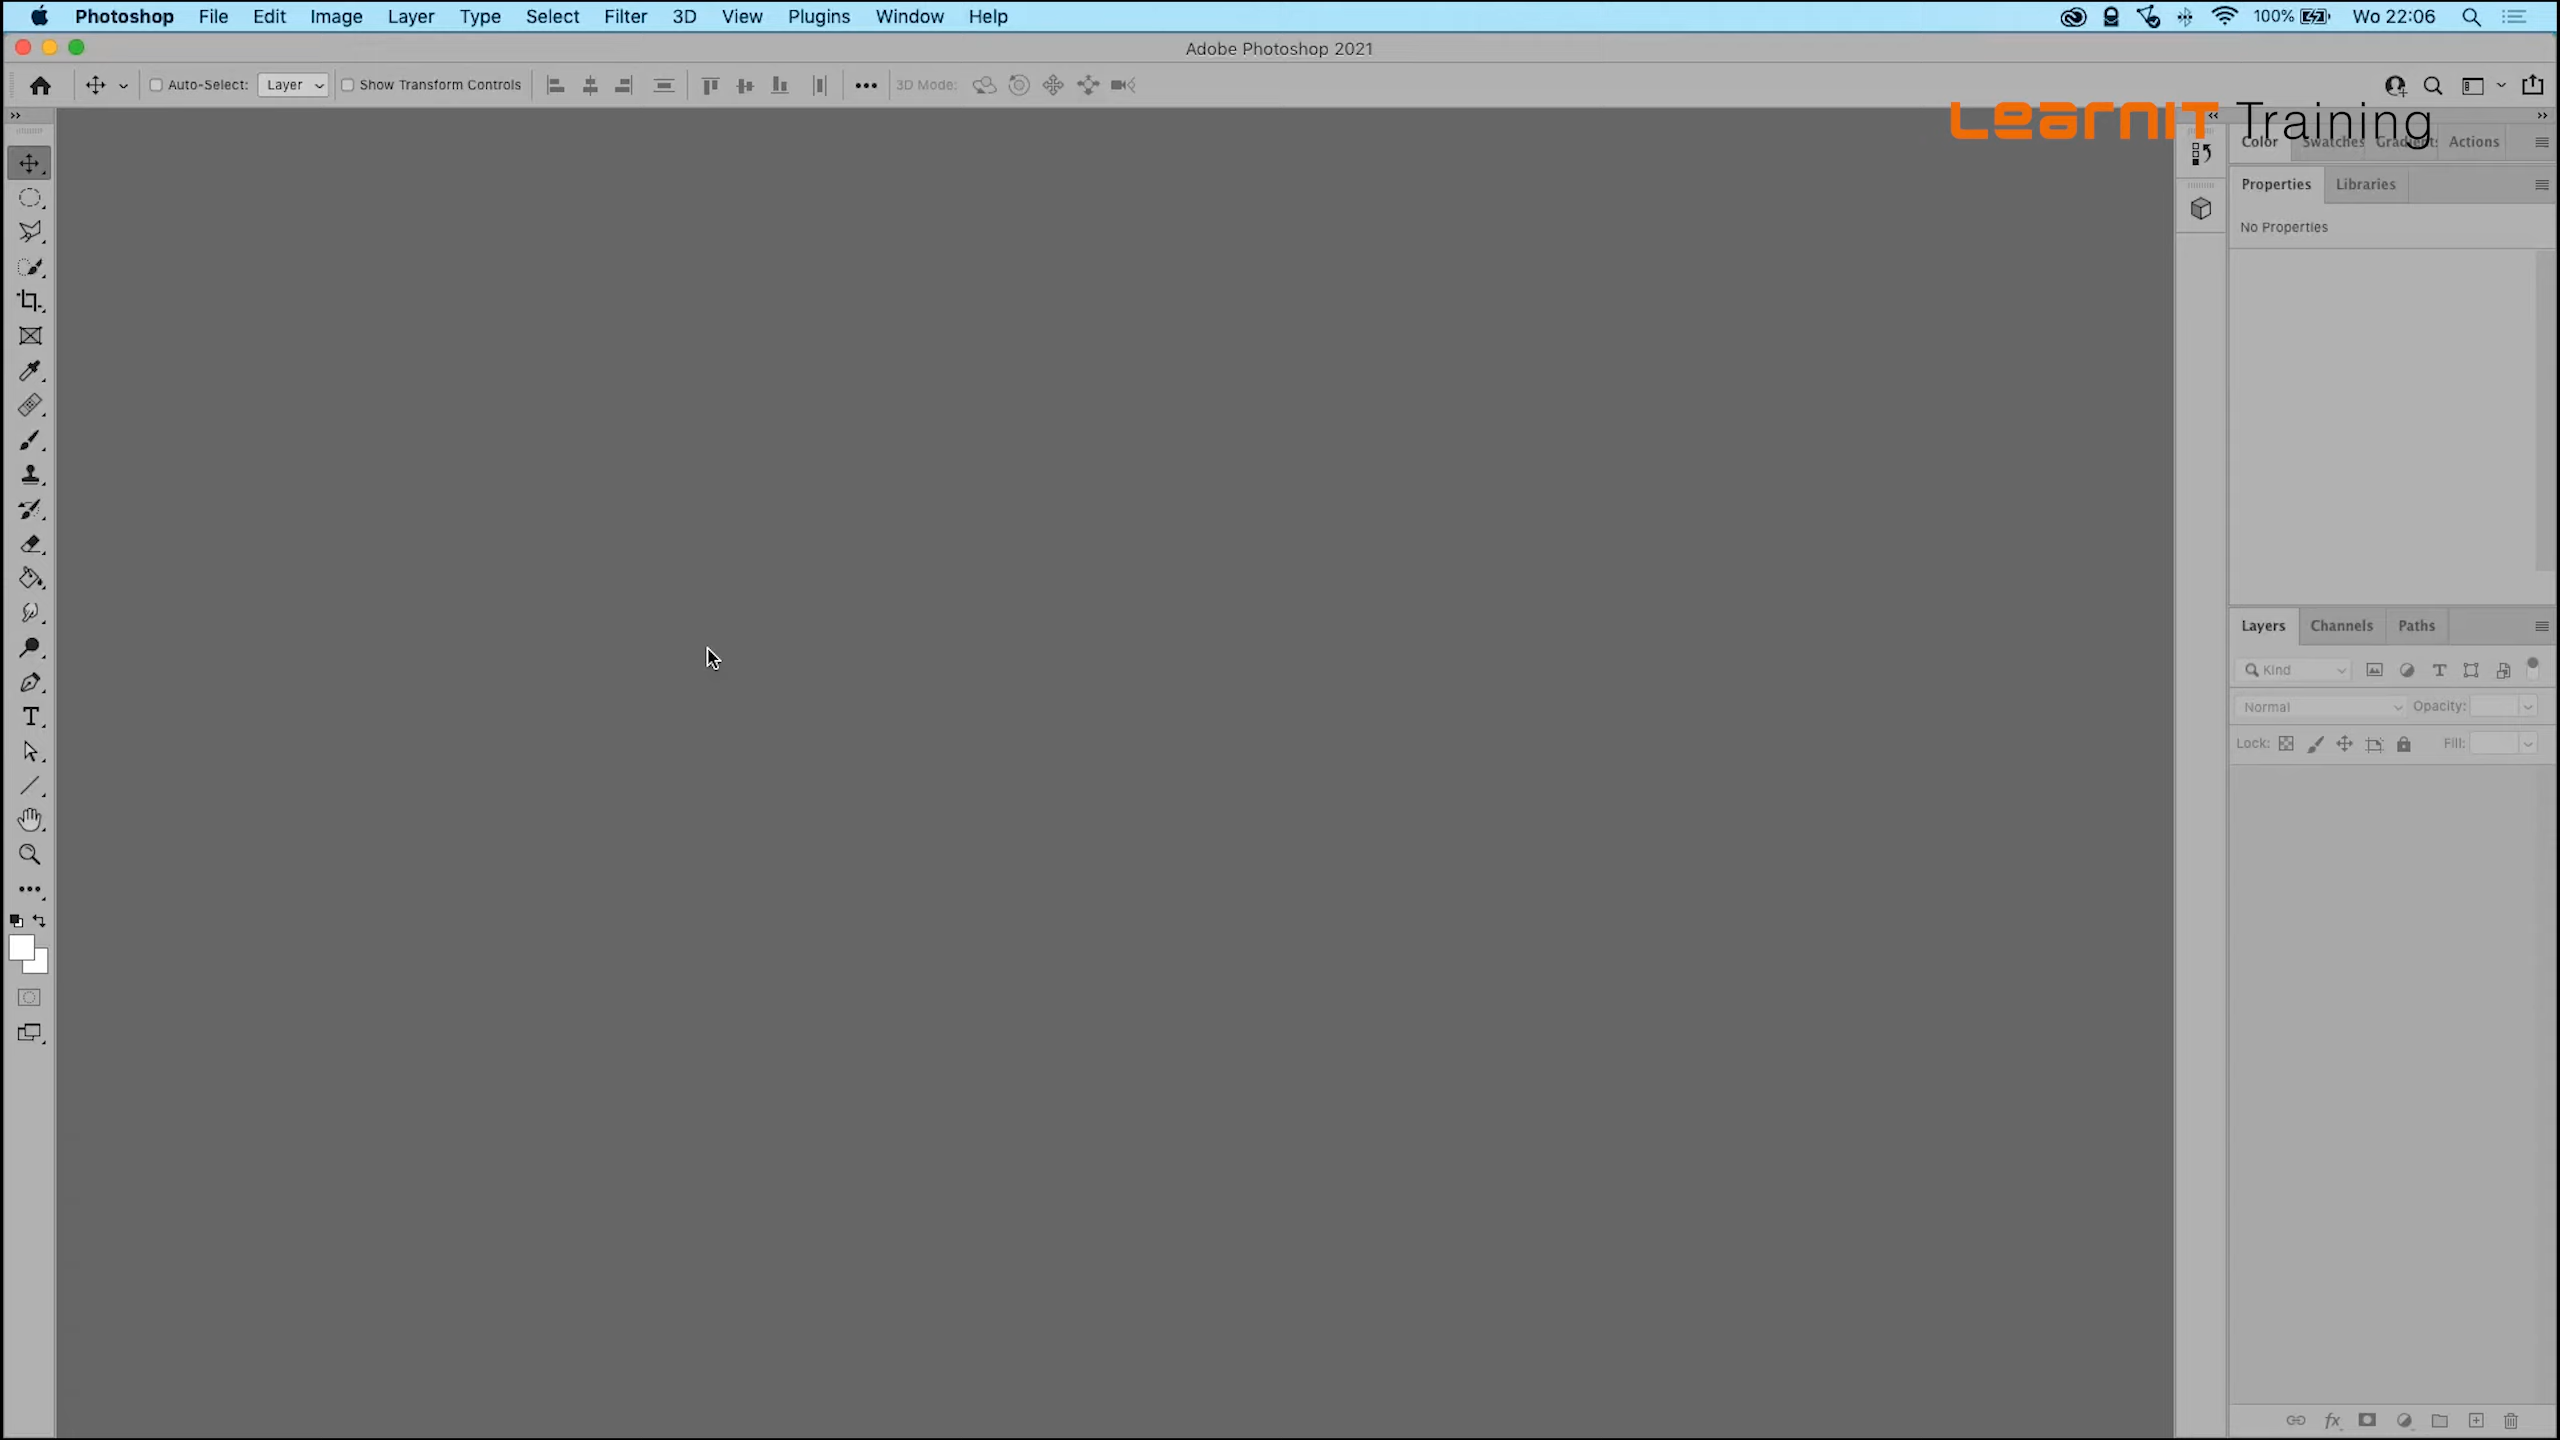 Photoshop File Edit Image Layer Type Select Filter 3D View Plugins Window Help 100% Wo 22:06
Adobe Photoshop 2021
Auto-Select: Layer Show Transform Controls 3D Mode:
LearnIT Training
Color Swatches Gradients Actions
Properties Libraries
No Properties
Layers Channels Paths
Kind
Normal Opacity:
Lock: Fill: